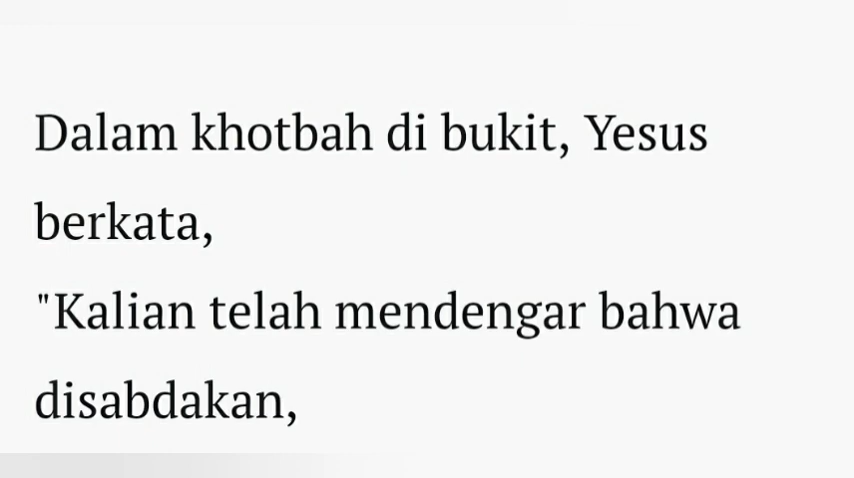 Dalam khotbah di bukit, Yesus
berkata,
"Kalian telah mendengar bahwa
disabdakan,